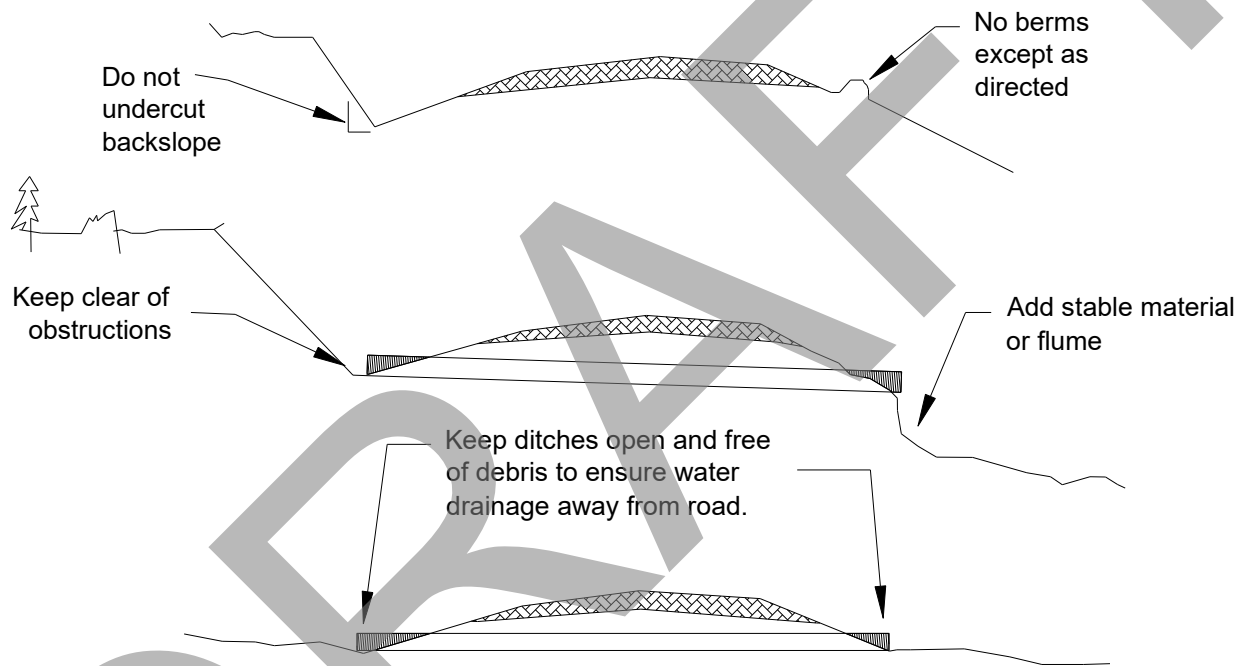 No berms
except as
directed
Do not
undercut
backslope
Keep clear of
obstructions
Add stable material
or flume
Keep ditches open and free
of debris to ensure water
drainage away from road.
DRAFT